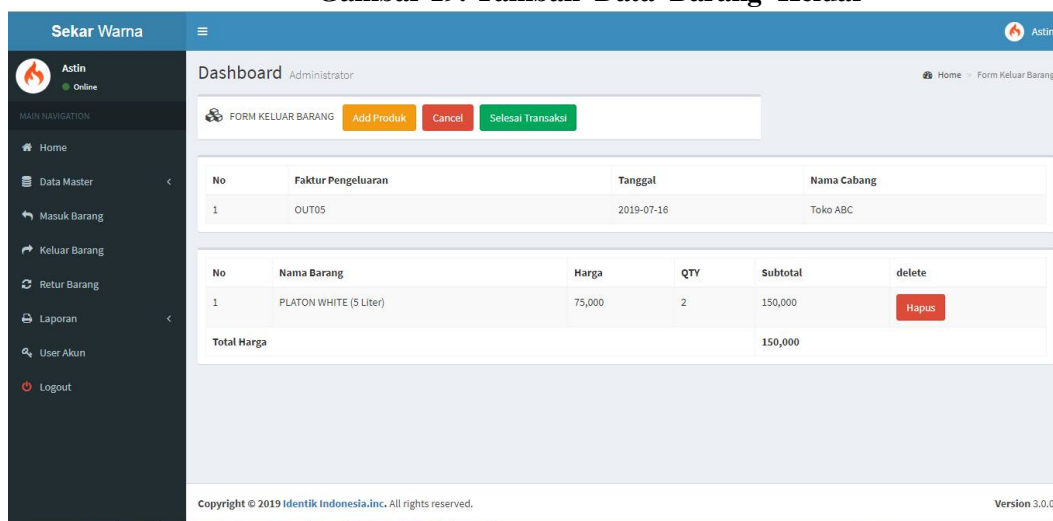 Sekar Warna
Astin
Astin
Online
MAIN NAVIGATION
Home
Data Master
Masuk Barang
Keluar Barang
Retur Barang
Laporan
User Akun
Logout
Dashboard Administrator
Home > Form Keluar Barang
FORM KELUAR BARANG Add Produk Cancel Selesai Transaksi
No Faktur Pengeluaran Tanggal Nama Cabang
1 OUT05 2019-07-16 Toko ABC
No Nama Barang Harga QTY Subtotal delete
1 PLATON WHITE (5 Liter) 75,000 2 150,000 Hapus
Total Harga 150,000
Copyright © 2019 Identik Indonesia.inc. All rights reserved. Version 3.0.0